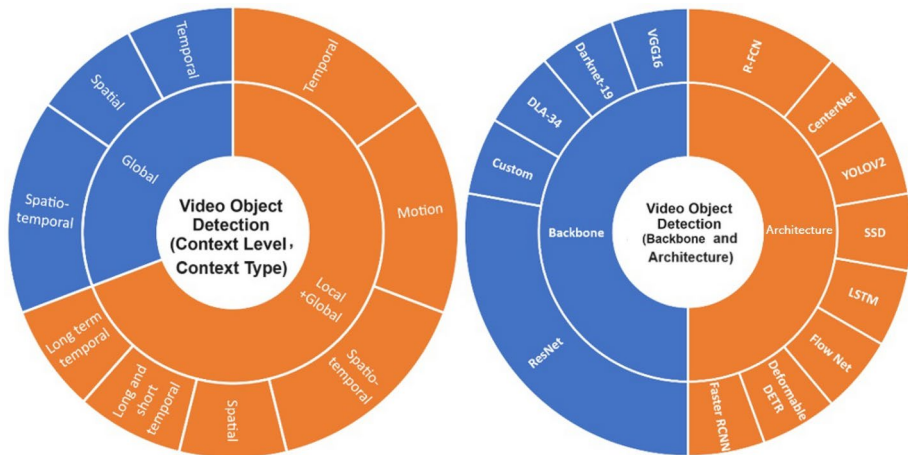 Temporal
Spatial
Spatio-
temporal
Global
Temporal
Motion
Local
+Global
Spatio-
temporal
Spatial
Long and
short
temporal
Long term
temporal
Video Object
Detection
(Context Level,
Context Type)
VGG16
Darknet-19
DLA-34
Custom
ResNet
Backbone
R-FCN
CenterNet
YOLOV2
SSD
LSTM
Flow Net
Deformable
DETR
Faster RCNN
Architecture
Video Object
Detection
(Backbone and
Architecture)